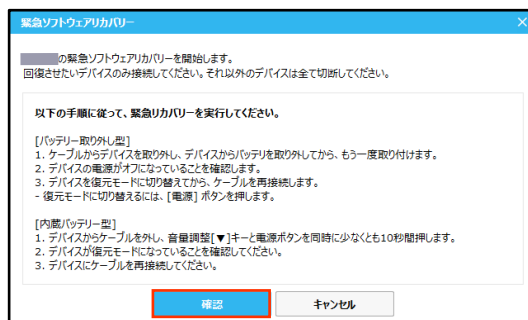 緊急ソフトウェアリカバリー
の緊急ソフトウェアリカバリーを開始します。
回復させたいデバイスのみ接続してください。それ以外のデバイスは全て切断してください。
以下の手順に従って、緊急リカバリーを実行してください。
[バッテリー取り外し型]
1. ケーブルからデバイスを取り外し、デバイスからバッテリを取り外してから、もう一度取り付けます。
2. デバイスの電源がオフになっていることを確認します。
3. デバイスを復元モードに切り替えてから、ケーブルを再接続します。
- 復元モードに切り替えるには、[電源] ボタンを押します。
[内蔵バッテリー型]
1. デバイスからケーブルを外し、音量調整[▼]キーと電源ボタンを同時に少なくとも10秒間押します。
2. デバイスが復元モードになっていることを確認してください。
3. デバイスにケーブルを再接続してください。
確認
キャンセル